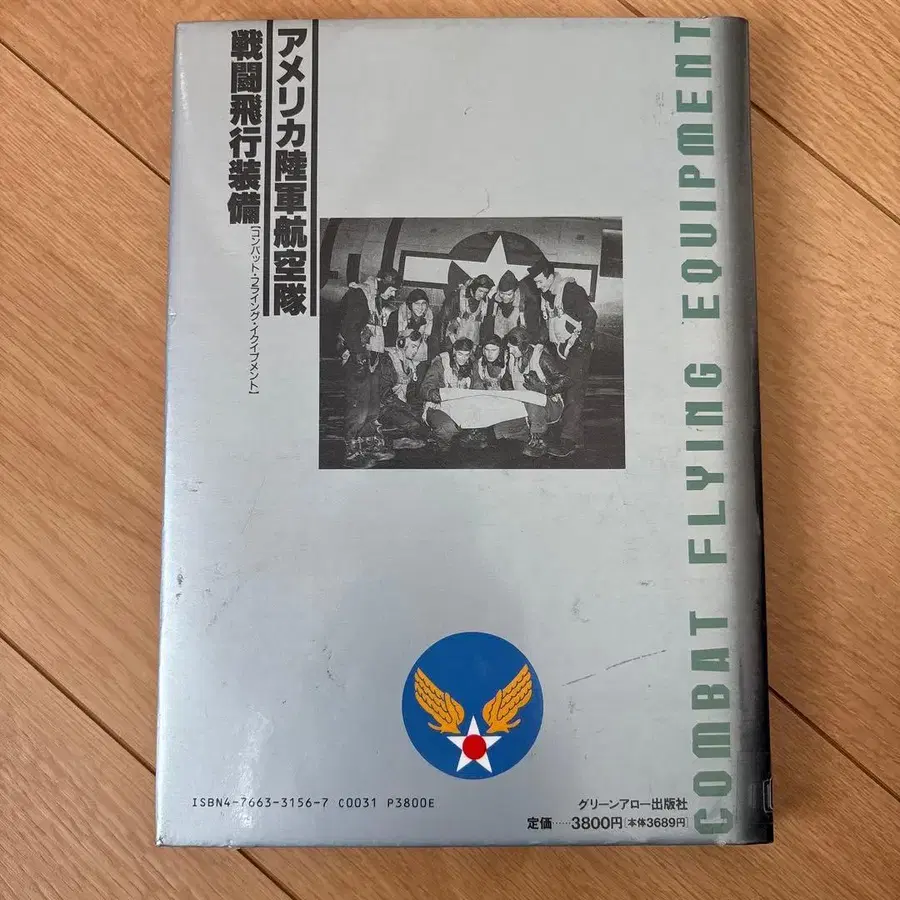 アメリカ陸軍航空隊
戦闘飛行装備
[コンバット・フライング・イクイプメント]
COMBAT FLYING EQUIPMENT
ISBN4-7663-3156-7 C0031 P3800E
グリーンアロー出版社
定価……3800円[本体3689円]